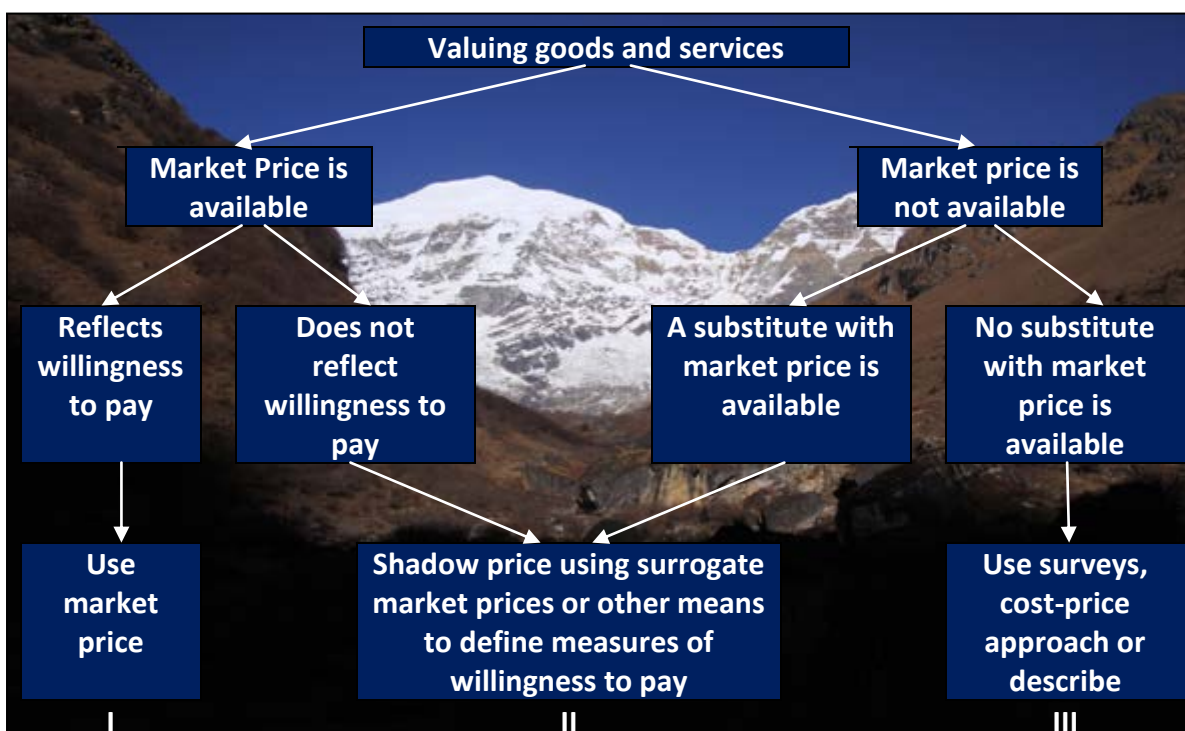 Valuing goods and services
Market Price is
available
Market price is
not available
Reflects
willingness
to pay
Does not
reflect
willingness to
pay
A substitute with
market price is
available
No substitute
with market
price is
available
Use
market
price
Shadow price using surrogate
market prices or other means
to define measures of
willingness to pay
Use surveys,
cost-price
approach or
describe
I
II
III